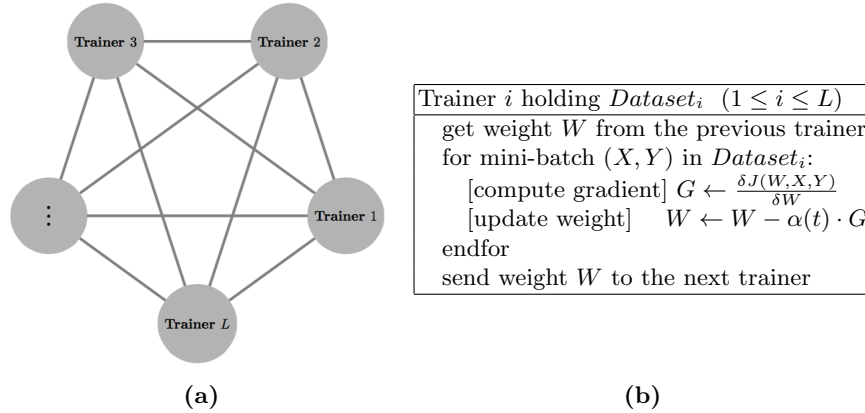 Trainer 3
Trainer 2
⋮
Trainer 1
Trainer L
(a)
Trainer i holding Dataset_i (1 ≤ i ≤ L)
get weight W from the previous trainer
for mini-batch (X, Y) in Dataset_i:
[compute gradient] G ← δJ(W,X,Y)/δW
[update weight] W ← W − α(t) · G
endfor
send weight W to the next trainer
(b)